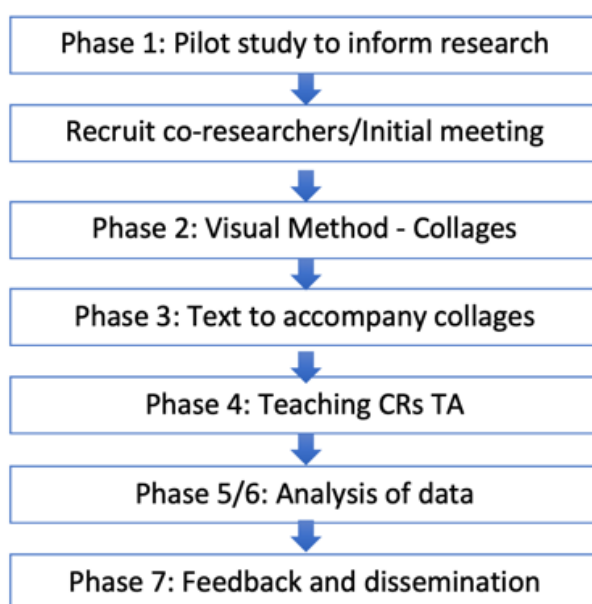 Phase 1: Pilot study to inform research
Recruit co-researchers/Initial meeting
Phase 2: Visual Method - Collages
Phase 3: Text to accompany collages
Phase 4: Teaching CRs TA
Phase 5/6: Analysis of data
Phase 7: Feedback and dissemination